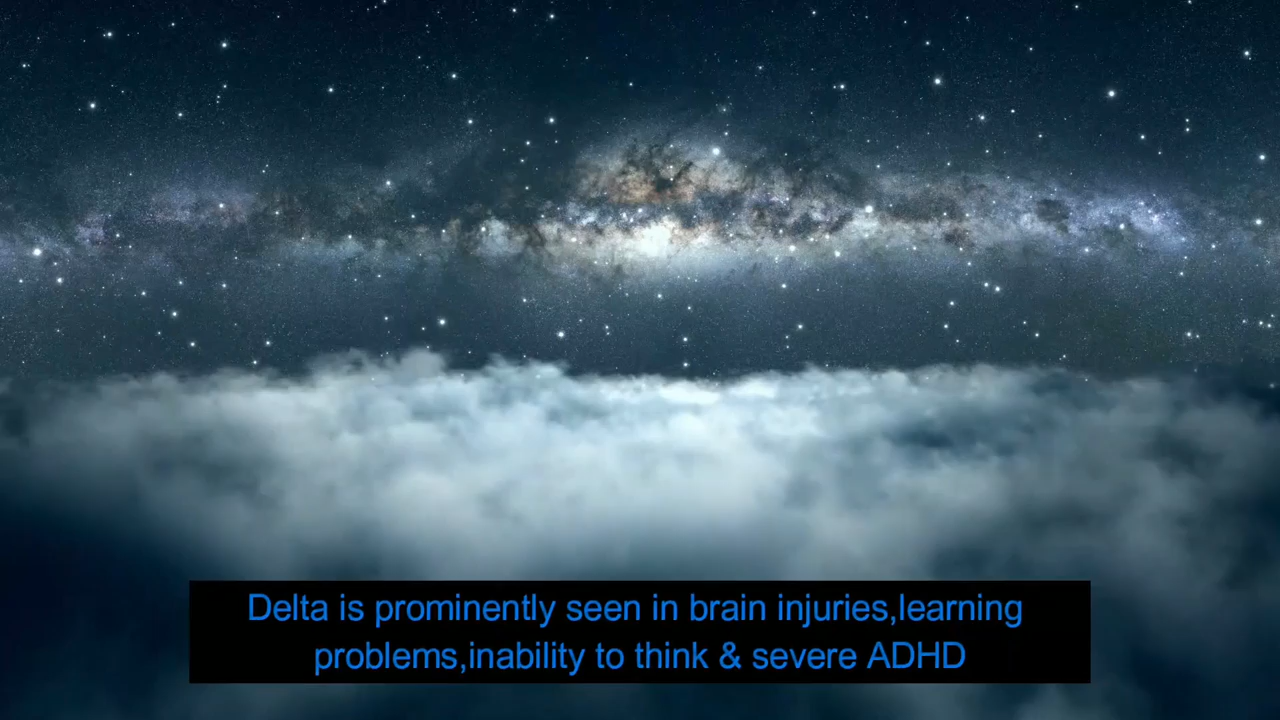 Delta is prominently seen in brain injuries,learning
problems,inability to think & severe ADHD